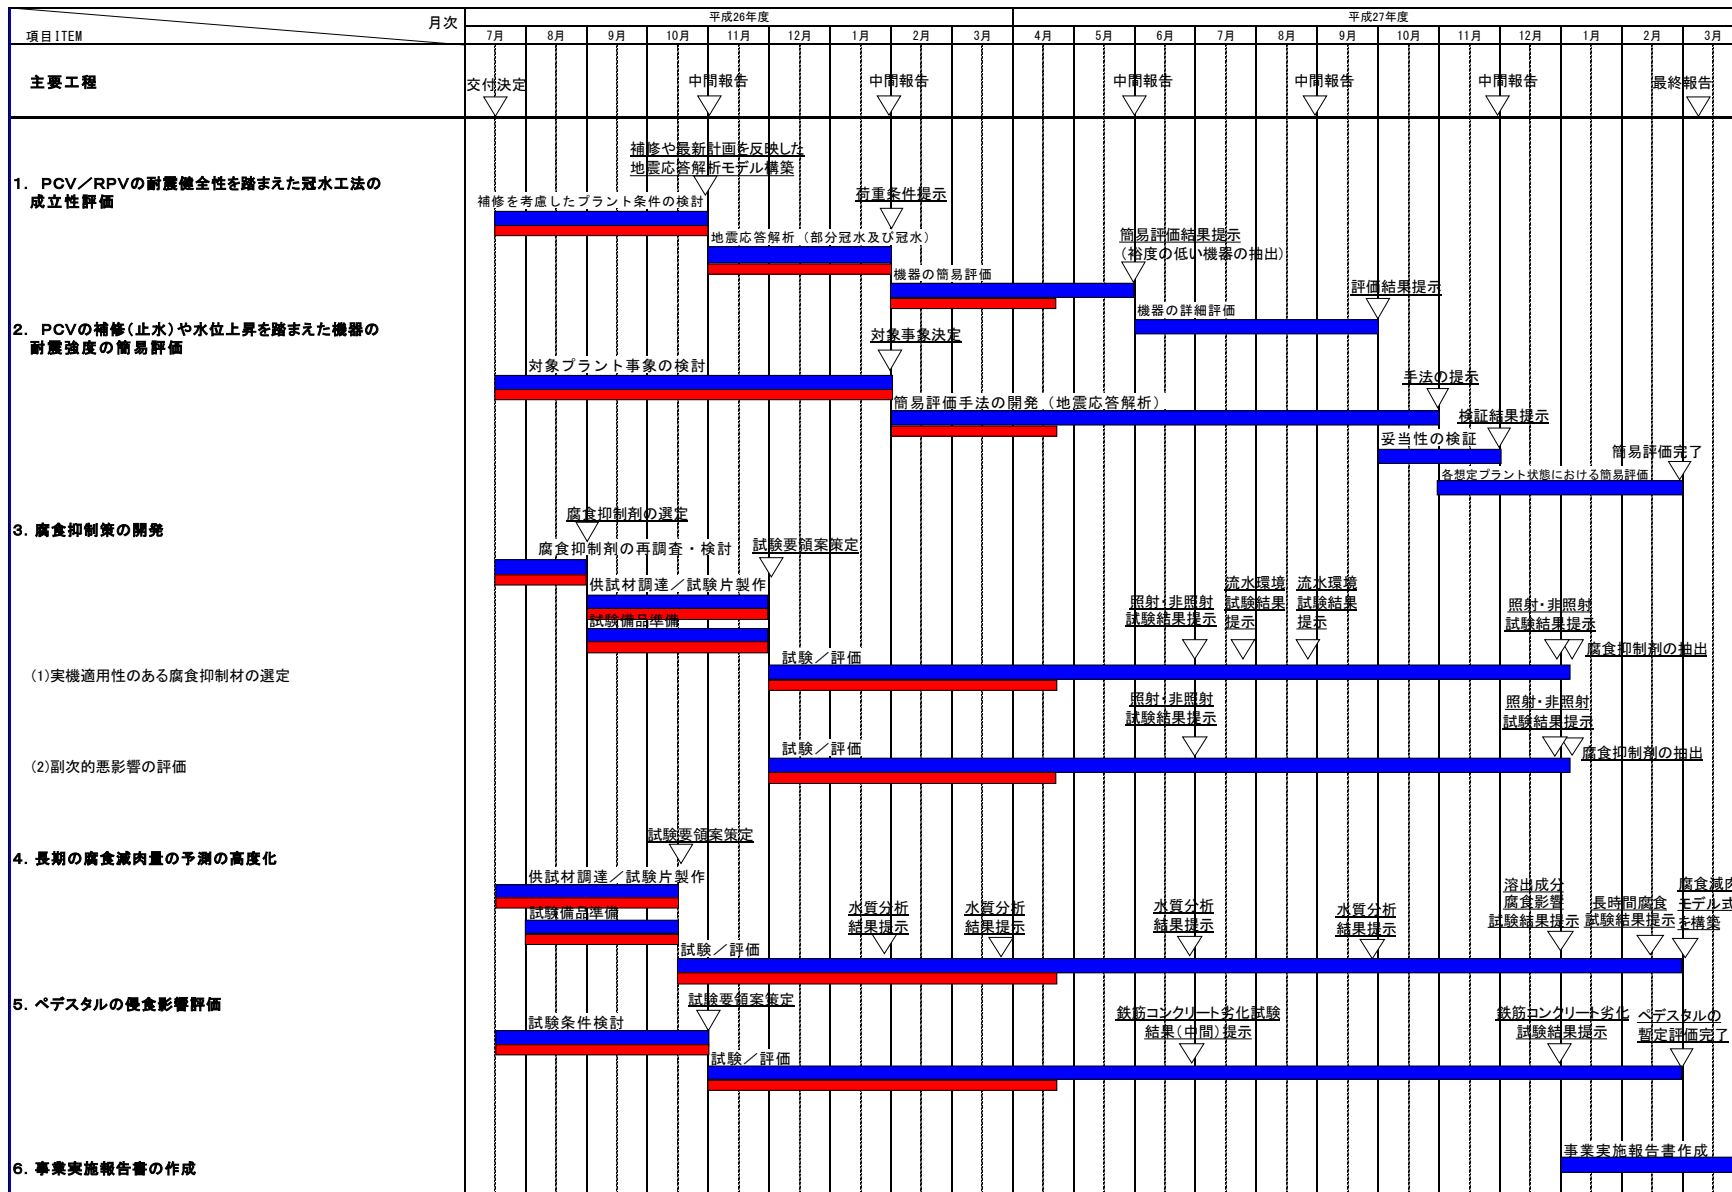 月次
項目ITEM
平成26年度
平成27年度
7月 8月 9月 10月 11月 12月 1月 2月 3月 4月 5月 6月 7月 8月 9月 10月 11月 12月 1月 2月 3月
主要工程
交付決定
中間報告
中間報告
中間報告
中間報告
中間報告
最終報告
1. PCV/RPVの耐震健全性を踏まえた冠水工法の
成立性評価
補修や最新計画を反映した
地震応答解析モデル構築
補修を考慮したプラント条件の検討
荷重条件提示
地震応答解析(部分冠水及び冠水)
簡易評価結果提示
(裕度の低い機器の抽出)
機器の簡易評価
評価結果提示
機器の詳細評価
2. PCVの補修(止水)や水位上昇を踏まえた機器の
耐震強度の簡易評価
対象事象決定
対象プラント事象の検討
手法の提示
簡易評価手法の開発(地震応答解析)
検証結果提示
妥当性の検証
簡易評価完了
各想定プラント状態における簡易評価
3. 腐食抑制策の開発
腐食抑制剤の選定
腐食抑制剤の再調査・検討
試験要領案策定
供試材調達/試験片製作
試験備品準備
照射・非照射
試験結果提示
流水環境
試験結果
提示
流水環境
試験結果
提示
照射・非照射
試験結果提示
腐食抑制剤の抽出
(1)実機適用性のある腐食抑制材の選定
試験/評価
照射・非照射
試験結果提示
照射・非照射
試験結果提示
腐食抑制剤の抽出
(2)副次的悪影響の評価
試験/評価
4. 長期の腐食減肉量の予測の高度化
試験要領案策定
供試材調達/試験片製作
試験備品準備
水質分析
結果提示
水質分析
結果提示
水質分析
結果提示
水質分析
結果提示
溶出成分
腐食影響
試験結果提示
長時間腐食
試験結果提示
腐食減肉
モデル式
を構築
試験/評価
5. ペデスタルの侵食影響評価
試験要領案策定
試験条件検討
鉄筋コンクリート劣化試験
結果(中間)提示
鉄筋コンクリート劣化
試験結果提示
ペデスタルの
暫定評価完了
試験/評価
6. 事業実施報告書の作成
事業実施報告書作成